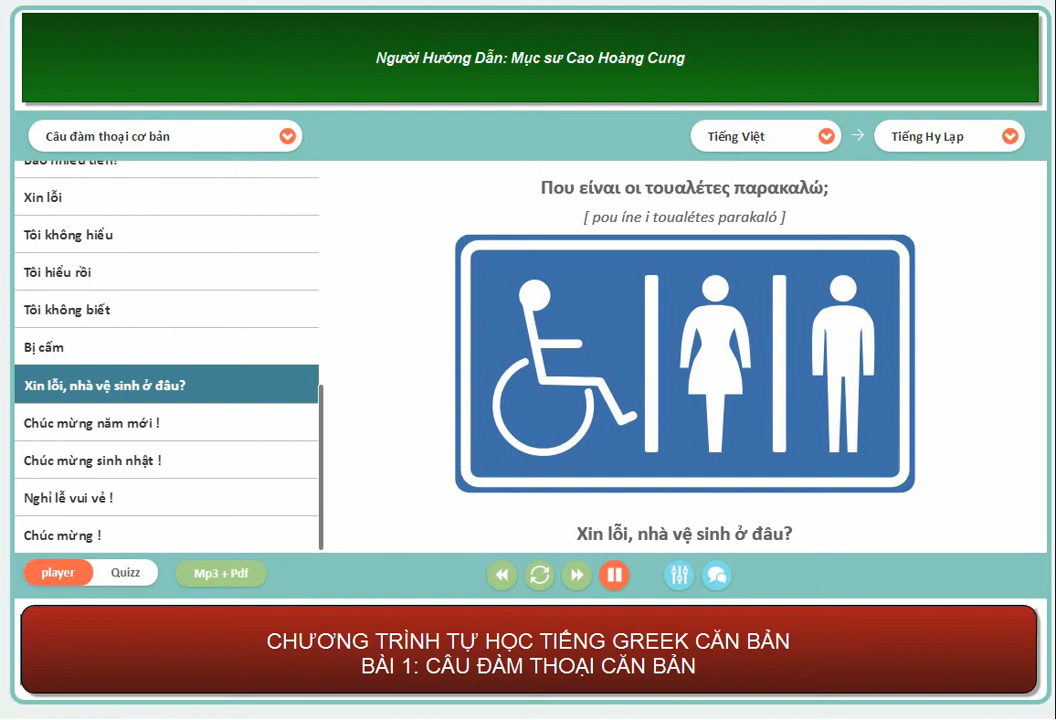 Người Hướng Dẫn: Mục sư Cao Hoàng Cung
Câu đàm thoại cơ bản
Tiếng Việt
Tiếng Hy Lạp
Bao nhiêu tiền?
Xin lỗi
Tôi không hiểu
Tôi hiểu rồi
Tôi không biết
Bị cấm
Xin lỗi, nhà vệ sinh ở đâu?
Chúc mừng năm mới !
Chúc mừng sinh nhật !
Nghỉ lễ vui vẻ !
Chúc mừng !
Που είναι οι τουαλέτες παρακαλώ;
[ pou íne i toualétes parakaló ]
Xin lỗi, nhà vệ sinh ở đâu?
player
Quizz
Mp3 + Pdf
CHƯƠNG TRÌNH TỰ HỌC TIẾNG GREEK CĂN BẢN
BÀI 1: CÂU ĐÀM THOẠI CĂN BẢN